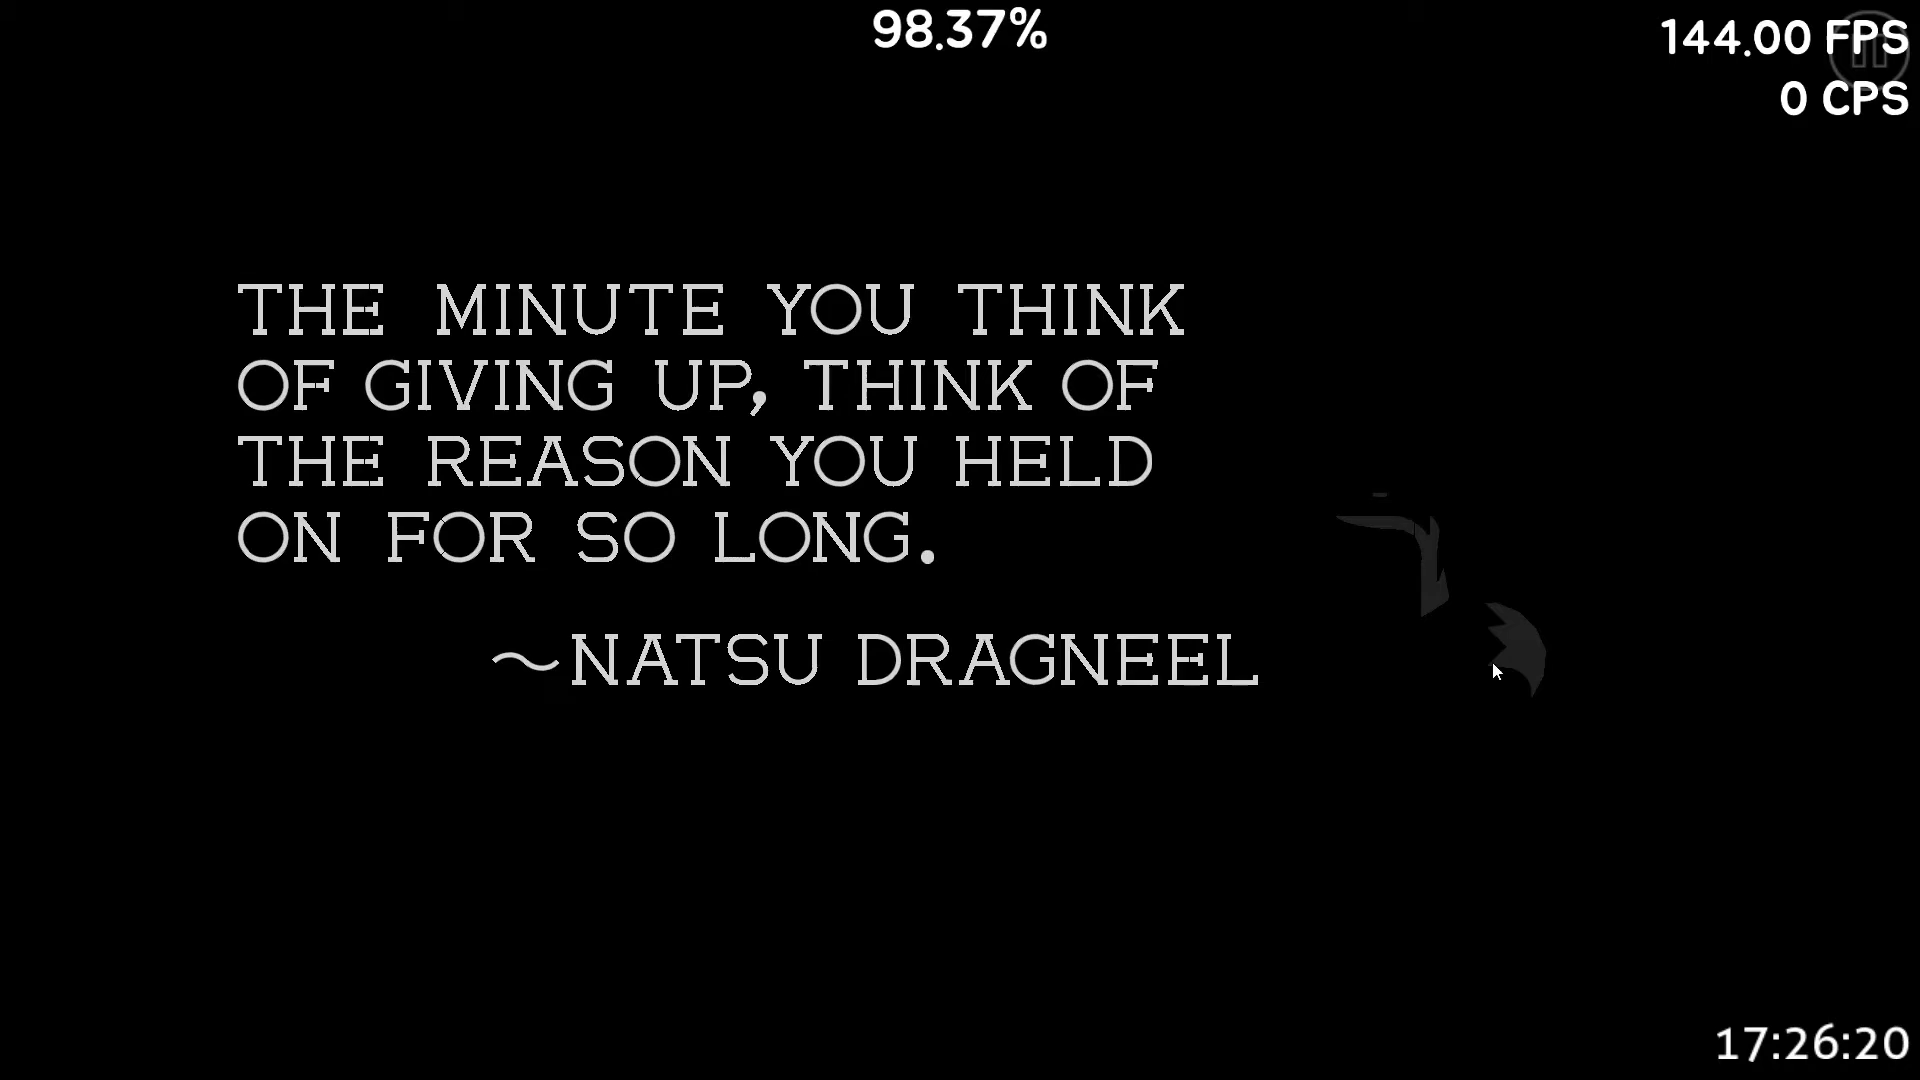 98.37%
144.00 FPS
0 CPS
THE MINUTE YOU THINK
OF GIVING UP, THINK OF
THE REASON YOU HELD
ON FOR SO LONG.
~NATSU DRAGNEEL
17:26:20